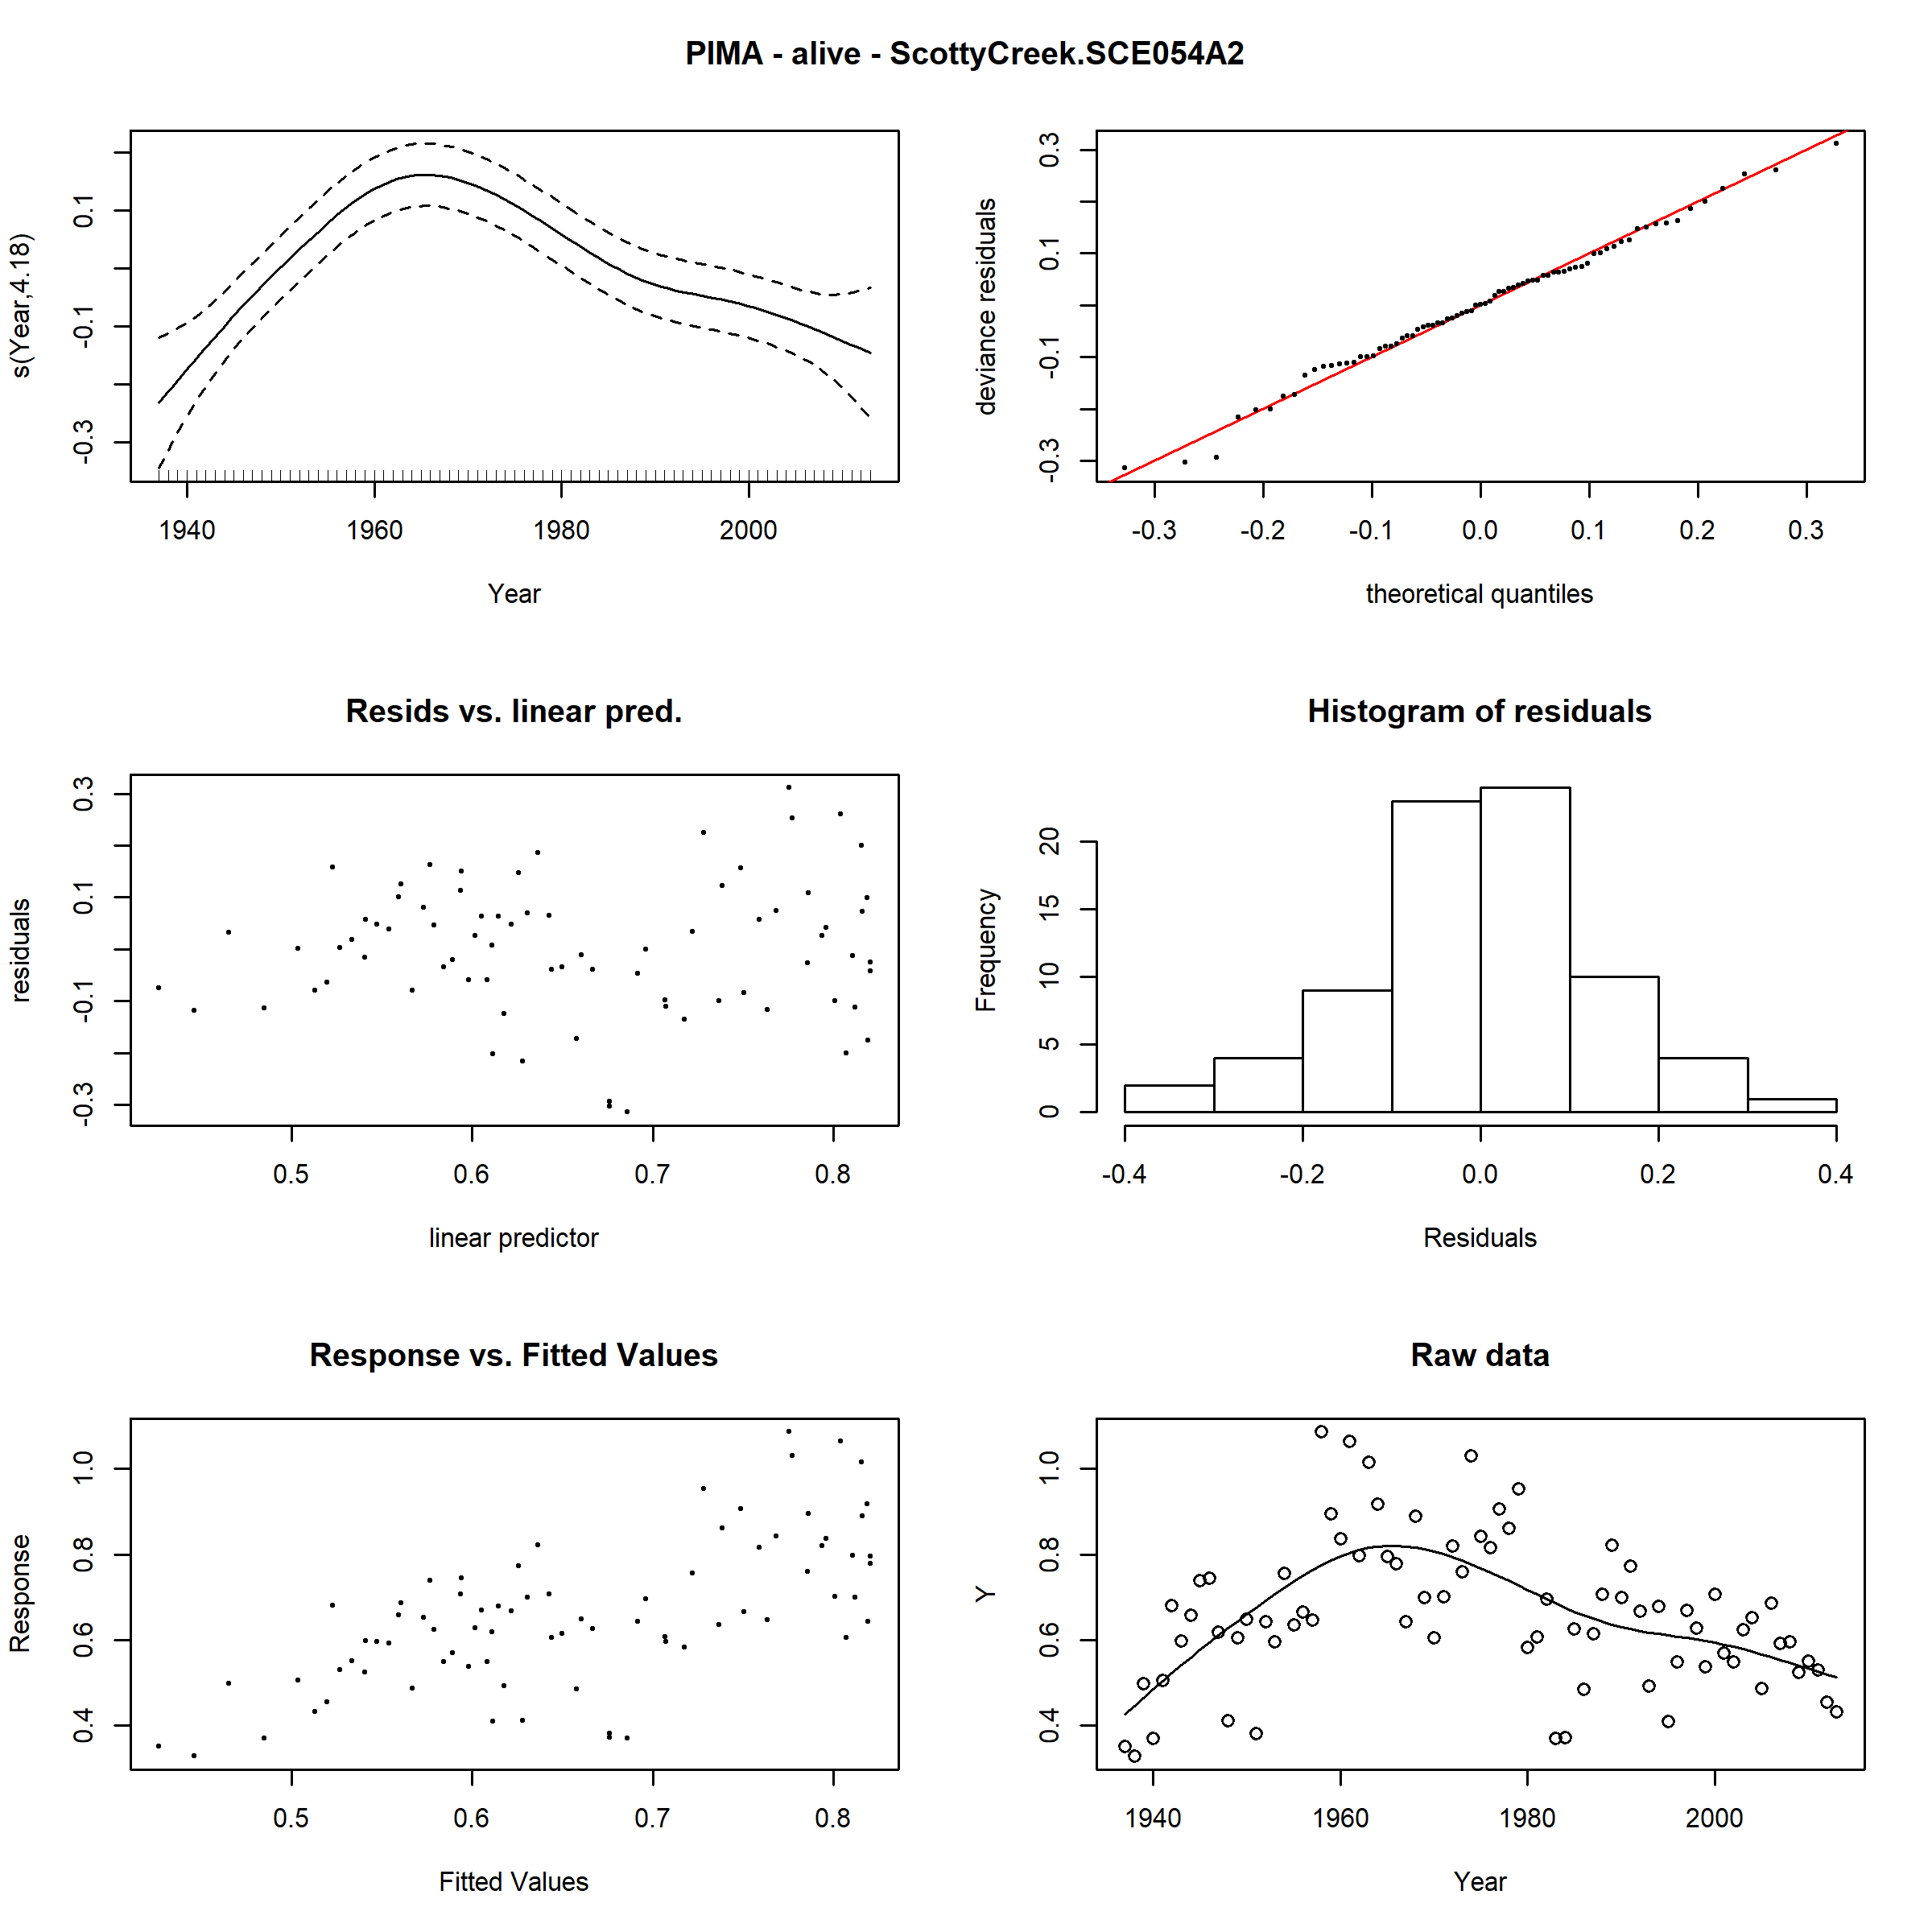 PIMA - alive - ScottyCreek.SCE054A2
s(Year,4.18)
0.1
-0.1
-0.3
1940 1960 1980 2000
Year
deviance residuals
0.3
0.1
-0.1
-0.3
-0.3 -0.2 -0.1 0.0 0.1 0.2 0.3
theoretical quantiles
Resids vs. linear pred.
residuals
0.3
0.1
-0.1
-0.3
0.5 0.6 0.7 0.8
linear predictor
Histogram of residuals
Frequency
20
15
10
5
0
-0.4 -0.2 0.0 0.2 0.4
Residuals
Response vs. Fitted Values
Response
1.0
0.8
0.6
0.4
0.5 0.6 0.7 0.8
Fitted Values
Raw data
Y
1.0
0.8
0.6
0.4
1940 1960 1980 2000
Year